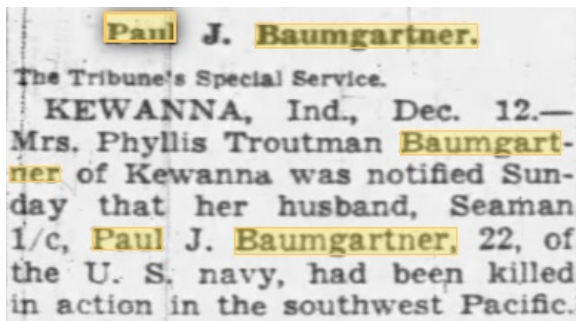 Paul J. Baumgartner.
The Tribune's Special Service.
KEWANNA, Ind., Dec. 12.—
Mrs. Phyllis Troutman Baumgart-
ner of Kewanna was notified Sun-
day that her husband, Seaman
1/c, Paul J. Baumgartner, 22, of
the U. S. navy, had been killed
in action in the southwest Pacific.